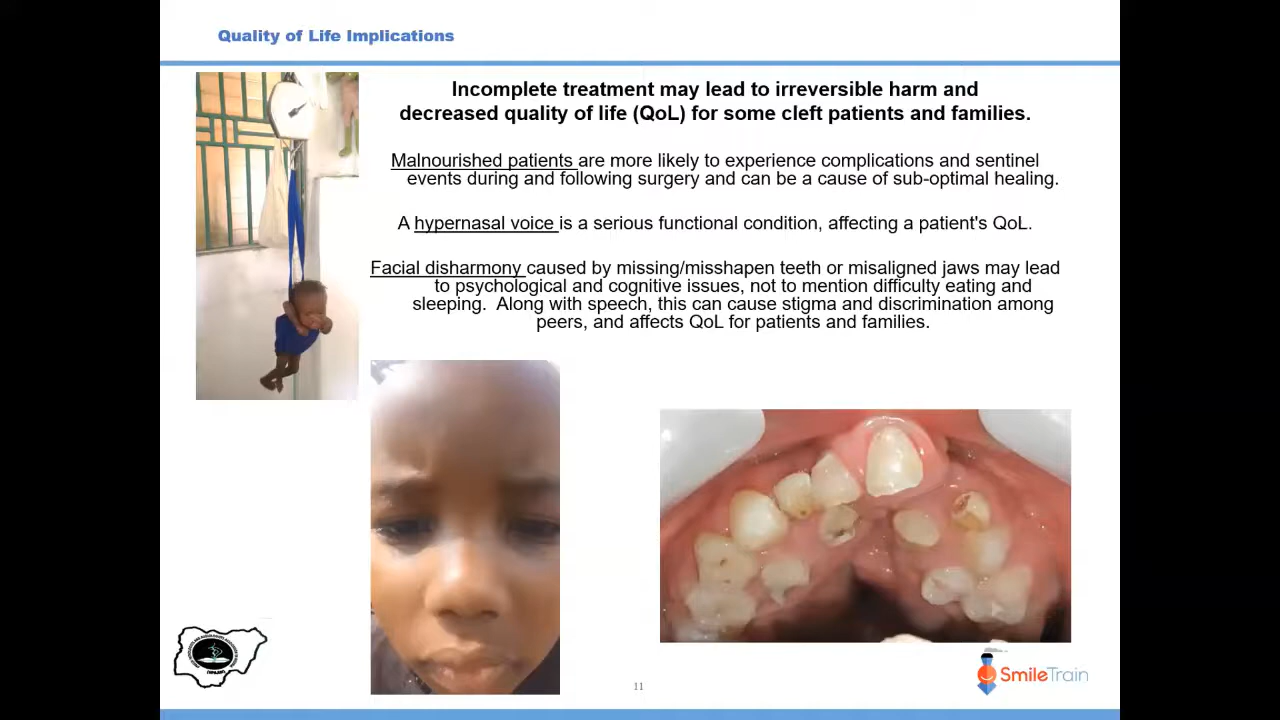 Quality of Life Implications
Incomplete treatment may lead to irreversible harm and
decreased quality of life (QoL) for some cleft patients and families.
Malnourished patients are more likely to experience complications and sentinel
events during and following surgery and can be a cause of sub-optimal healing.
A hypernasal voice is a serious functional condition, affecting a patient's QoL.
Facial disharmony caused by missing/misshapen teeth or misaligned jaws may lead
to psychological and cognitive issues, not to mention difficulty eating and
sleeping.  Along with speech, this can cause stigma and discrimination among
peers, and affects QoL for patients and families.
11
SmileTrain